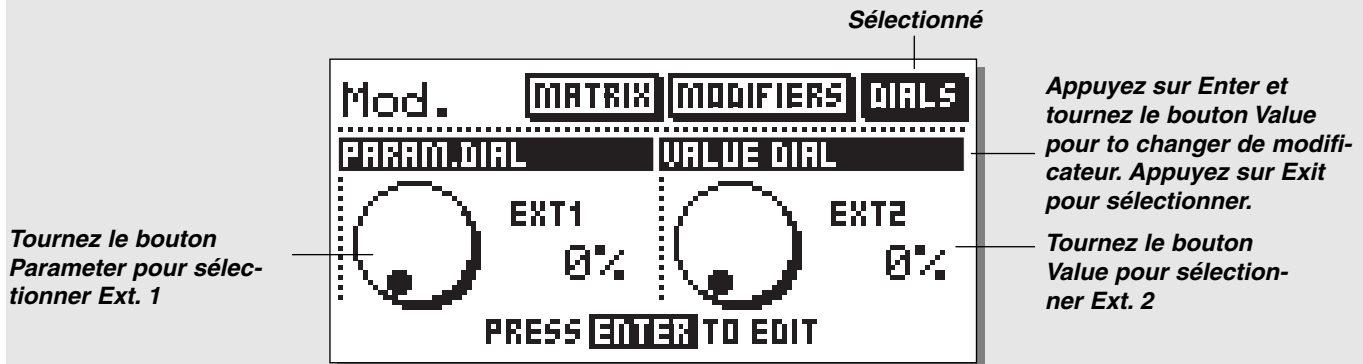 Sélectionné
Mod. MATRIX MODIFIERS DIALS
PARAM.DIAL VALUE DIAL
EXT1 EXT2
0% 0%
PRESS ENTER TO EDIT
Tournez le bouton
Parameter pour sélec-
tionner Ext. 1
Appuyez sur Enter et
tournez le bouton Value
pour to changer de modifi-
cateur. Appuyez sur Exit
pour sélectionner.
Tournez le bouton
Value pour sélection-
ner Ext. 2